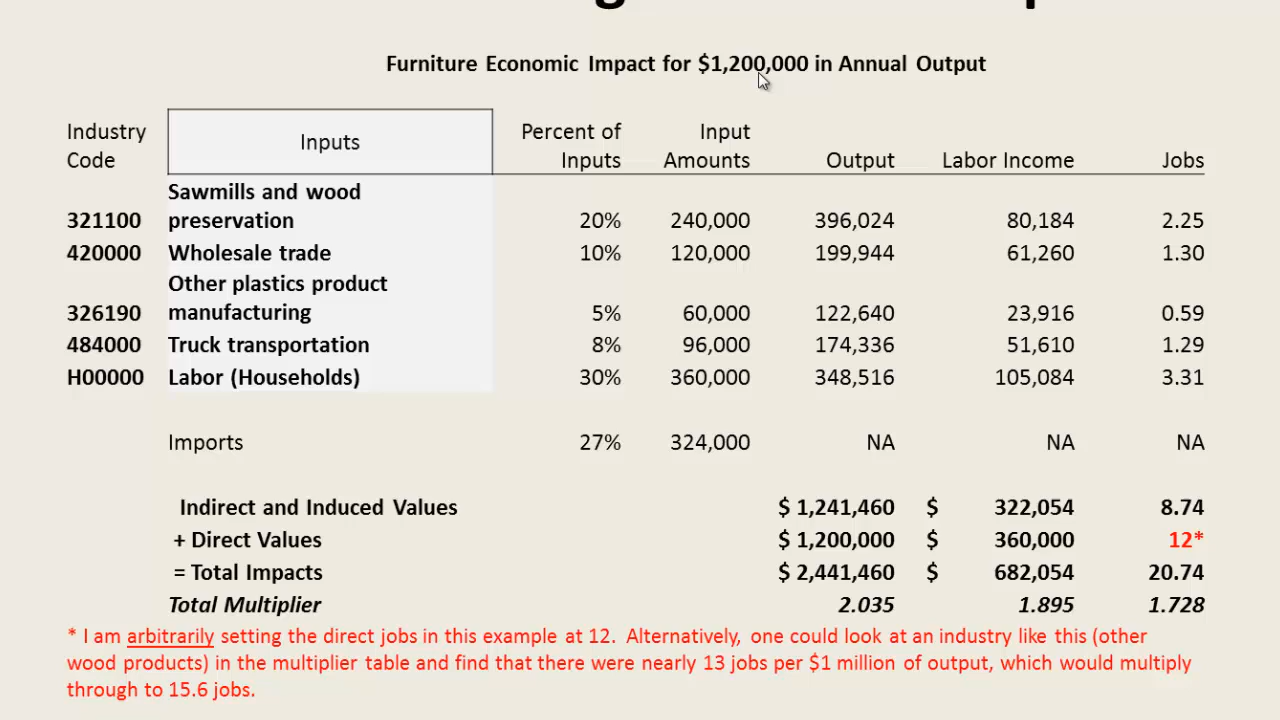 Furniture Economic Impact for $1,200,000 in Annual Output
Industry Code Inputs Percent of Inputs Input Amounts Output Labor Income Jobs
Sawmills and wood
321100 preservation 20% 240,000 396,024 80,184 2.25
420000 Wholesale trade 10% 120,000 199,944 61,260 1.30
Other plastics product
326190 manufacturing 5% 60,000 122,640 23,916 0.59
484000 Truck transportation 8% 96,000 174,336 51,610 1.29
H00000 Labor (Households) 30% 360,000 348,516 105,084 3.31
Imports 27% 324,000 NA NA NA
Indirect and Induced Values $ 1,241,460 $ 322,054 8.74
+ Direct Values $ 1,200,000 $ 360,000 12*
= Total Impacts $ 2,441,460 $ 682,054 20.74
Total Multiplier 2.035 1.895 1.728
* I am arbitrarily setting the direct jobs in this example at 12. Alternatively, one could look at an industry like this (other
wood products) in the multiplier table and find that there were nearly 13 jobs per $1 million of output, which would multiply
through to 15.6 jobs.